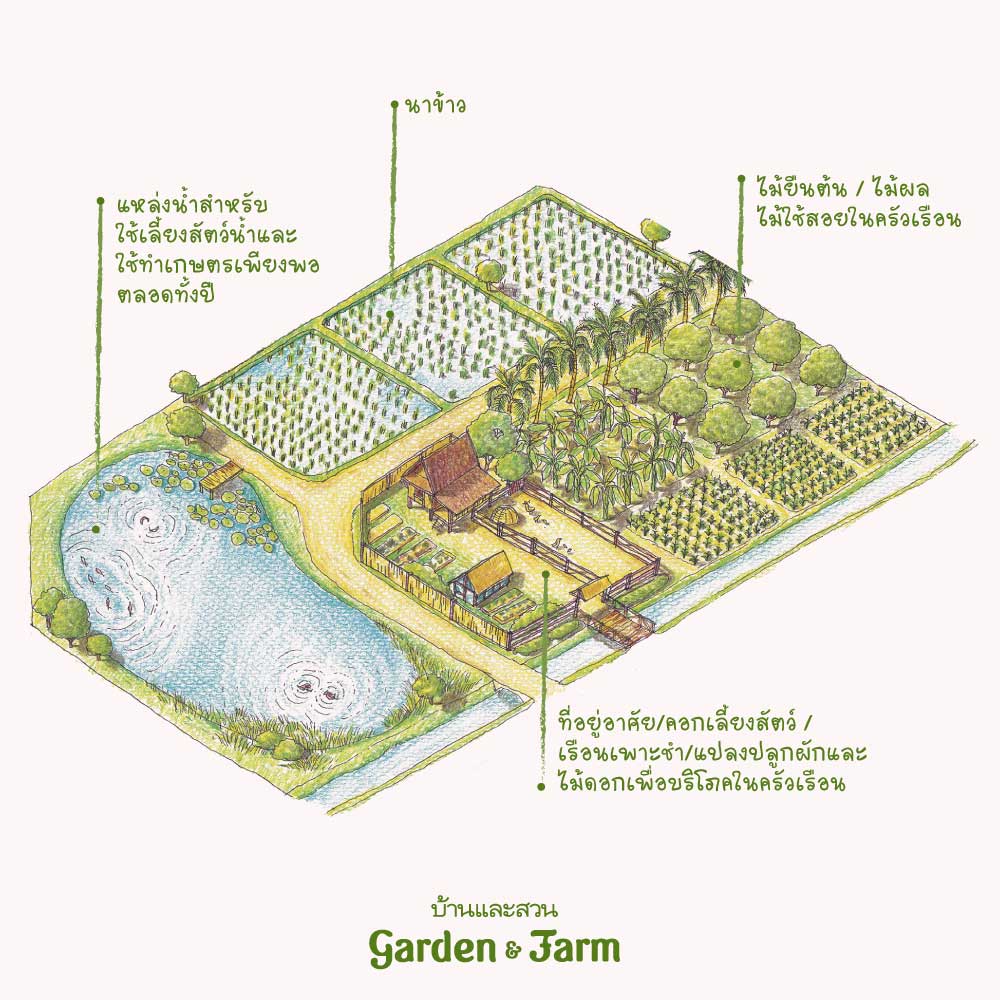 นาข้าว
แหล่งน้ำสำหรับ
ใช้เลี้ยงสัตว์น้ำและ
ใช้ทำเกษตรเพียงพอ
ตลอดทั้งปี
ไม้ยืนต้น / ไม้ผล
ไม้ใช้สอยในครัวเรือน
ที่อยู่อาศัย/คอกเลี้ยงสัตว์ /
เรือนเพาะชำ/แปลงปลูกผักและ
ไม้ดอกเพื่อบริโภคในครัวเรือน
บ้านและสวน
Garden & Farm